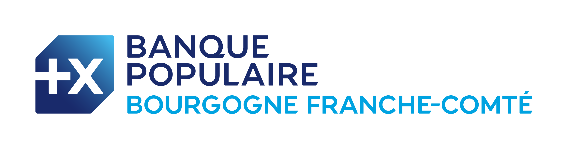 +X
BANQUE
POPULAIRE
BOURGOGNE FRANCHE-COMTÉ